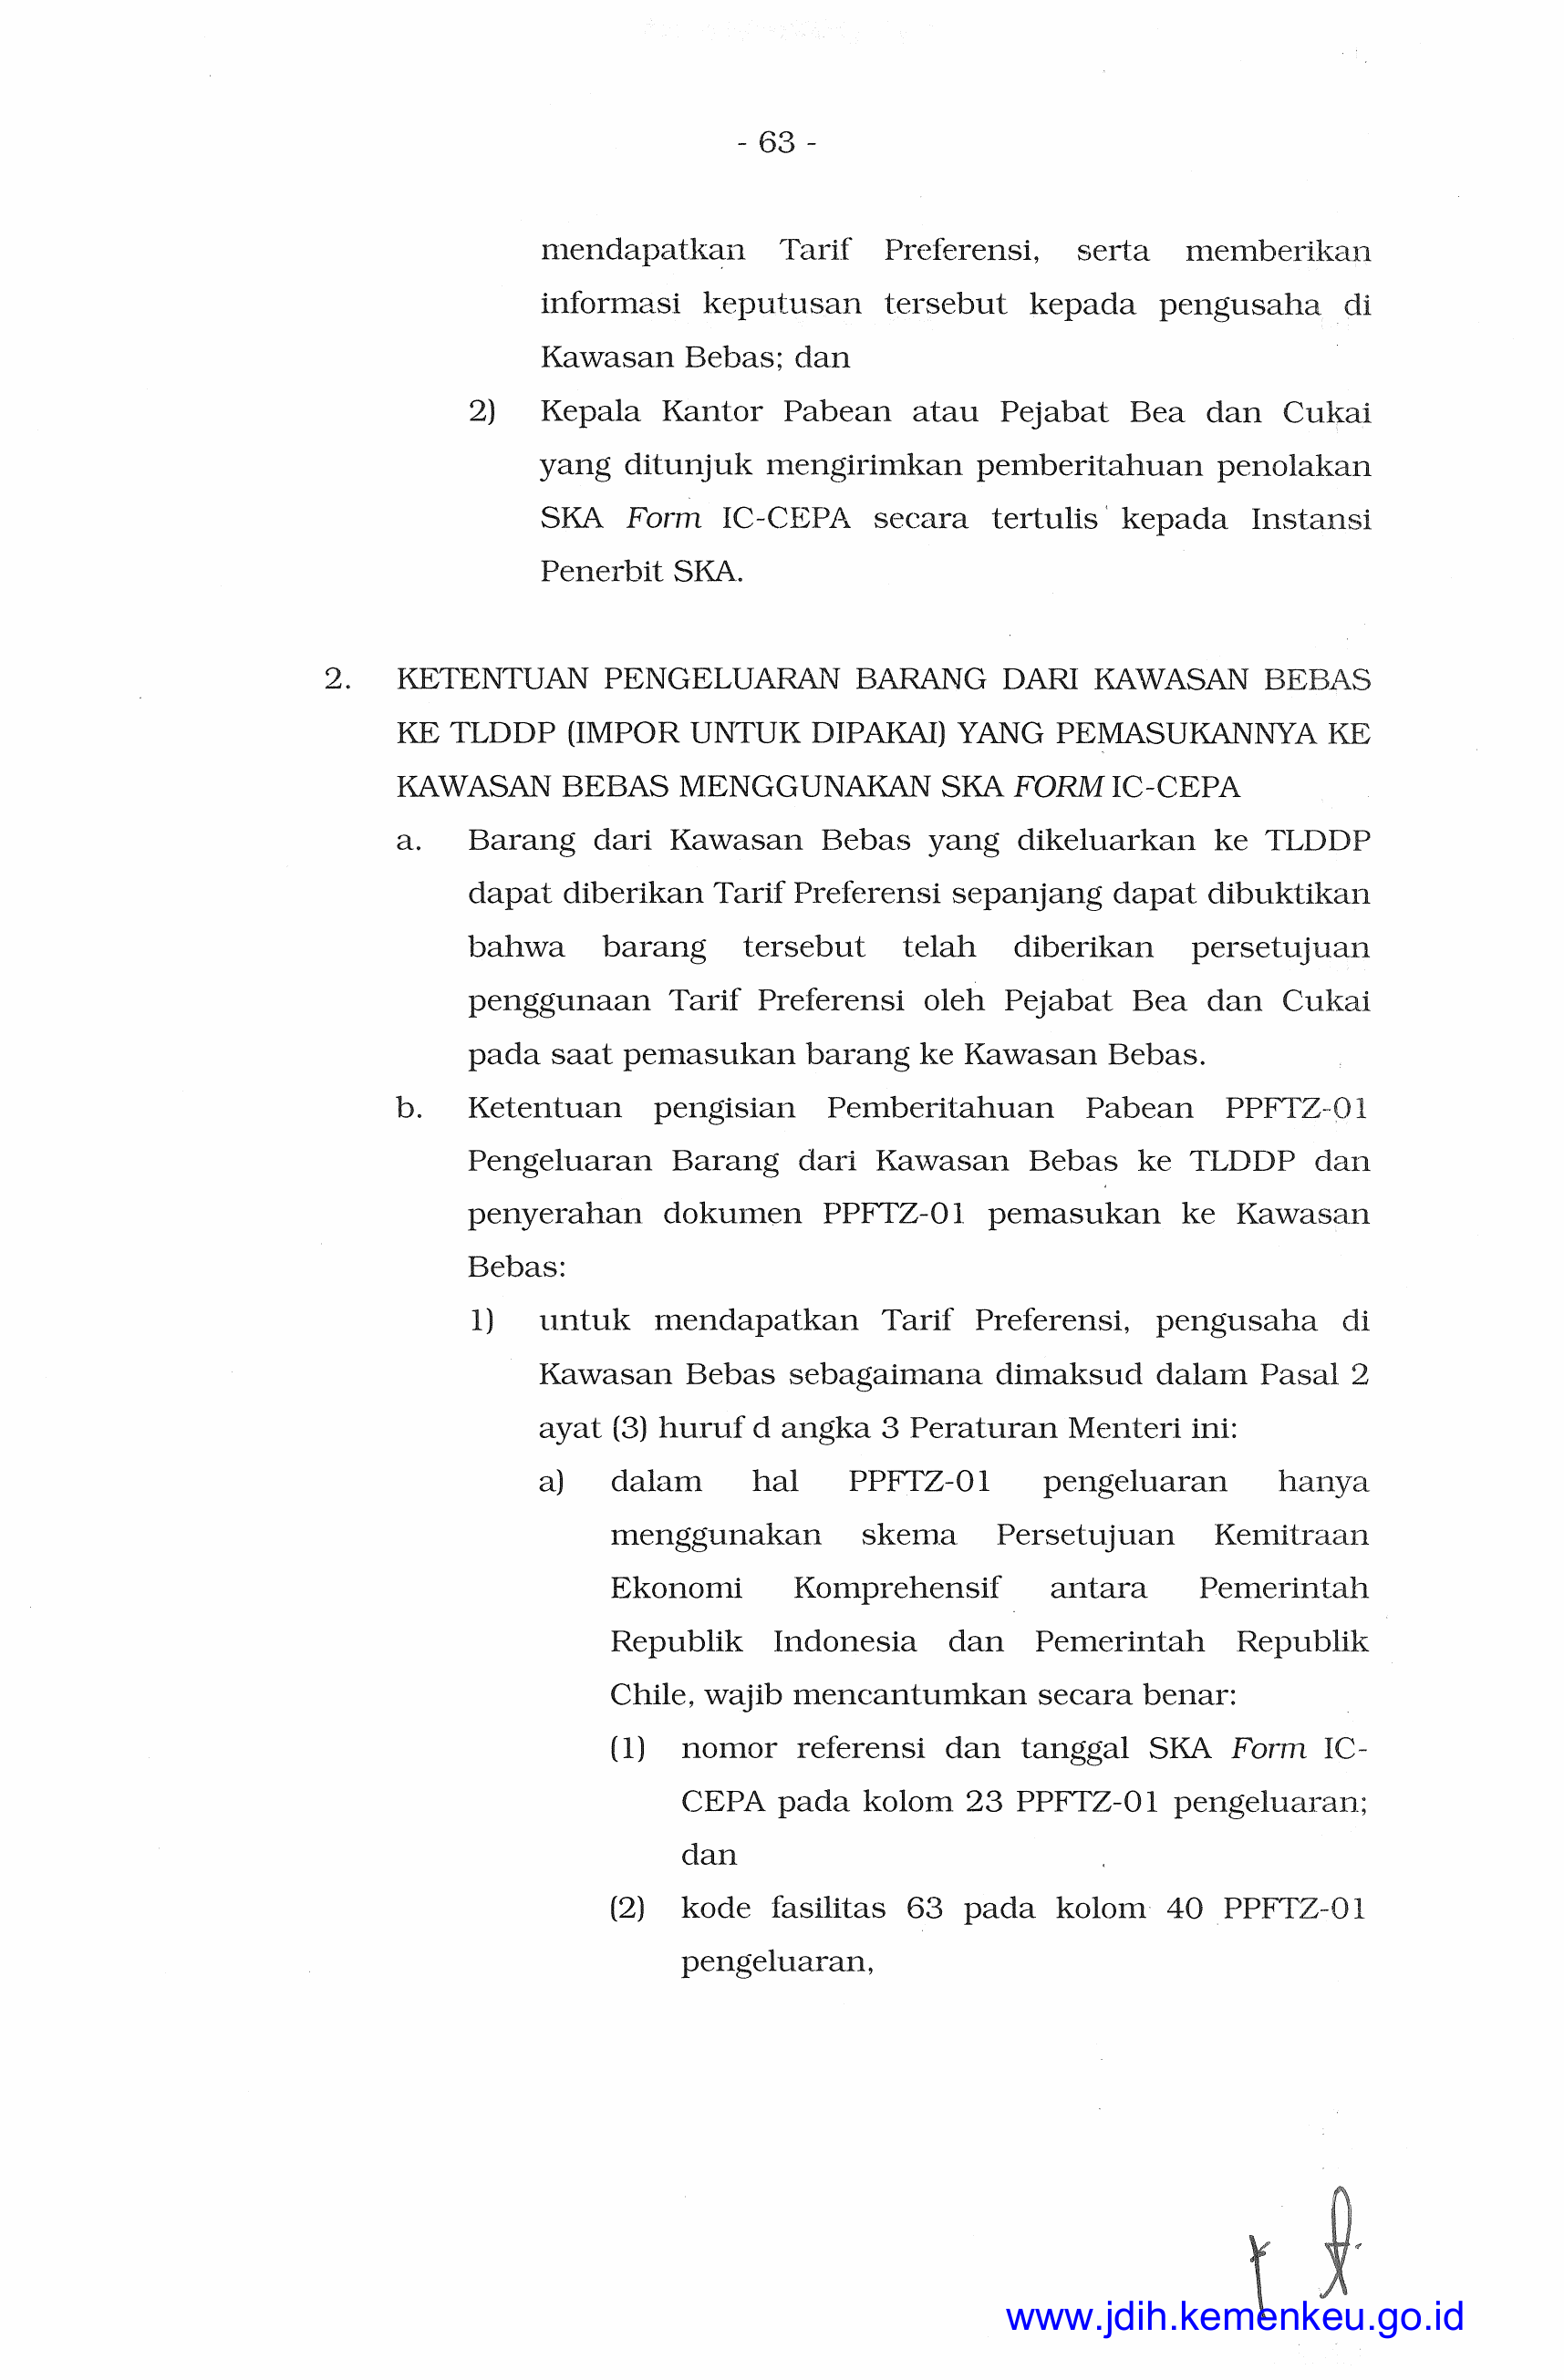 - 63 -
mendapatkan Tarif Preferensi, serta memberikan
informasi keputusan tersebut kepada pengusaha di
Kawasan Bebas; dan
2) Kepala Kantor Pabean atau Pejabat Bea dan Cukai
yang ditunjuk mengirimkan pemberitahuan penolakan
SKA Form IC-CEPA secara tertulis kepada Instansi
Penerbit SKA.
2. KETENTUAN PENGELUARAN BARANG DARI KAWASAN BEBAS
KE TLDDP (IMPOR UNTUK DIPAKAI) YANG PEMASUKANNYA KE
KAWASAN BEBAS MENGGUNAKAN SKA FORM IC-CEPA
a. Barang dari Kawasan Bebas yang dikeluarkan ke TLDDP
dapat diberikan Tarif Preferensi sepanjang dapat dibuktikan
bahwa barang tersebut telah diberikan persetujuan
penggunaan Tarif Preferensi oleh Pejabat Bea dan Cukai
pada saat pemasukan barang ke Kawasan Bebas.
b. Ketentuan pengisian Pemberitahuan Pabean PPFTZ-01
Pengeluaran Barang dari Kawasan Bebas ke TLDDP dan
penyerahan dokumen PPFTZ-01 pemasukan ke Kawasan
Bebas:
1) untuk mendapatkan Tarif Preferensi, pengusaha di
Kawasan Bebas sebagaimana dimaksud dalam Pasal 2
ayat (3) huruf d angka 3 Peraturan Menteri ini:
a) dalam hal PPFTZ-01 pengeluaran hanya
menggunakan skema Persetujuan Kemitraan
Ekonomi Komprehensif antara Pemerintah
Republik Indonesia dan Pemerintah Republik
Chile, wajib mencantumkan secara benar:
(1) nomor referensi dan tanggal SKA Form IC-
CEPA pada kolom 23 PPFTZ-01 pengeluaran;
dan
(2) kode fasilitas 63 pada kolom 40 PPFTZ-01
pengeluaran,
www.jdih.kemenkeu.go.id